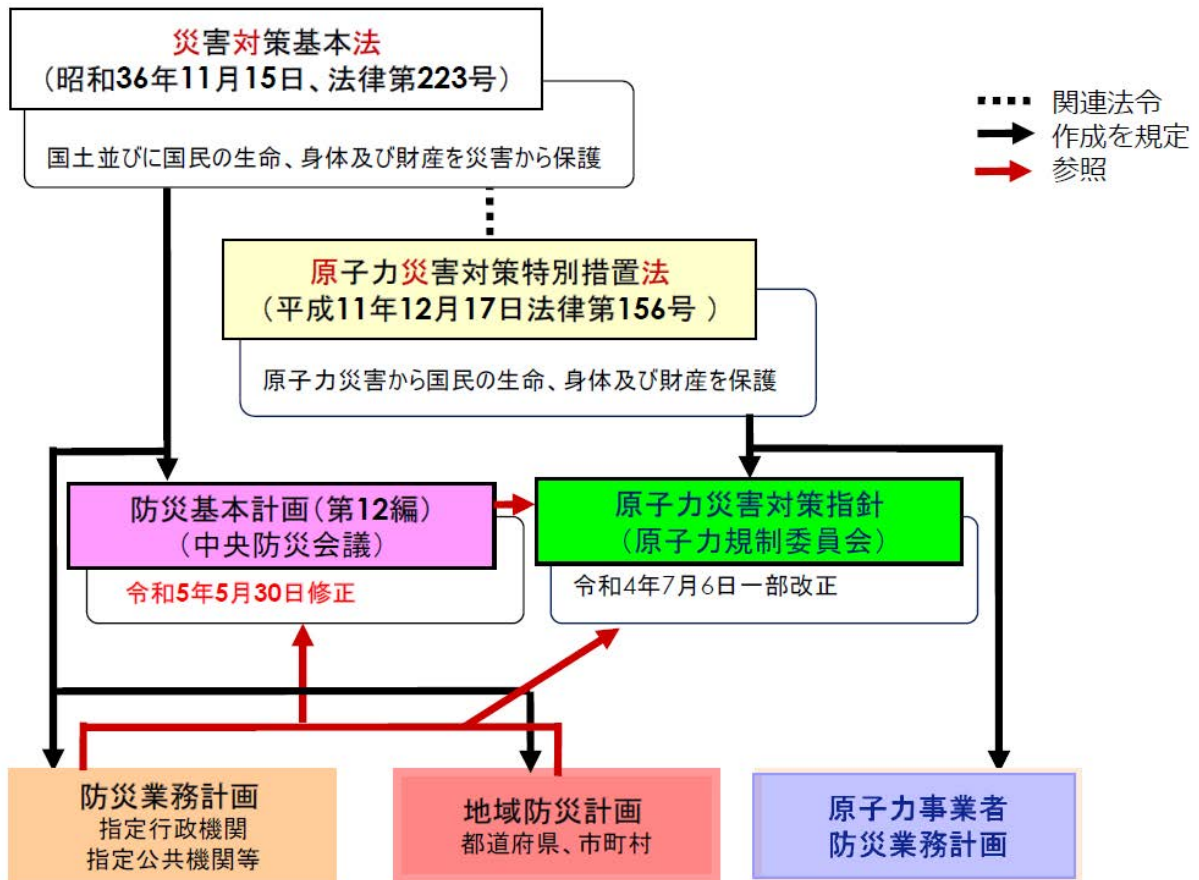 災害対策基本法
（昭和36年11月15日、法律第223号）
国土並びに国民の生命、身体及び財産を災害から保護
関連法令
作成を規定
参照
原子力災害対策特別措置法
（平成11年12月17日法律第156号 ）
原子力災害から国民の生命、身体及び財産を保護
防災基本計画（第12編）
（中央防災会議）
令和5年5月30日修正
原子力災害対策指針
（原子力規制委員会）
令和4年7月6日一部改正
防災業務計画
指定行政機関
指定公共機関等
地域防災計画
都道府県、市町村
原子力事業者
防災業務計画